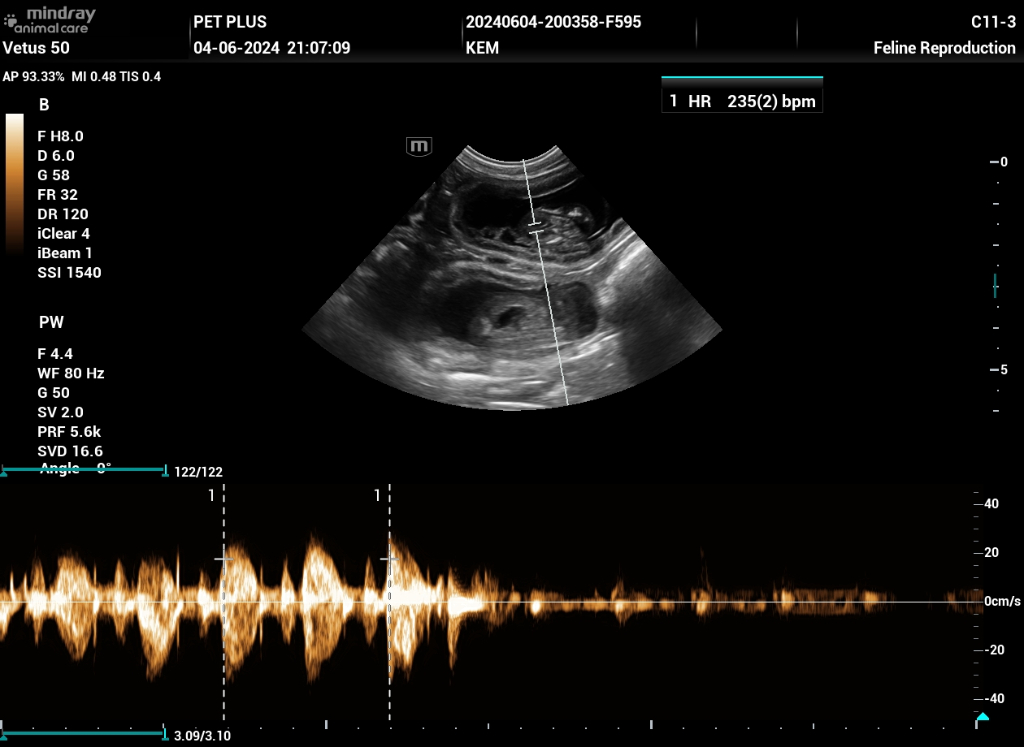 mindray
animalcare
PET PLUS
20240604-200358-F595
C11-3
Vetus 50
04-06-2024 21:07:09
KEM
Feline Reproduction
AP 93.33% MI 0.48 TIS 0.4
1 HR 235(2) bpm
B
F H8.0
D 6.0
G 58
FR 32
DR 120
iClear 4
iBeam 1
SSI 1540
m
0
5
PW
F 4.4
WF 80 Hz
G 50
SV 2.0
PRF 5.6k
SVD 16.6
Angle 0°
122/122
1
1
40
20
0cm/s
-20
-40
3.09/3.10